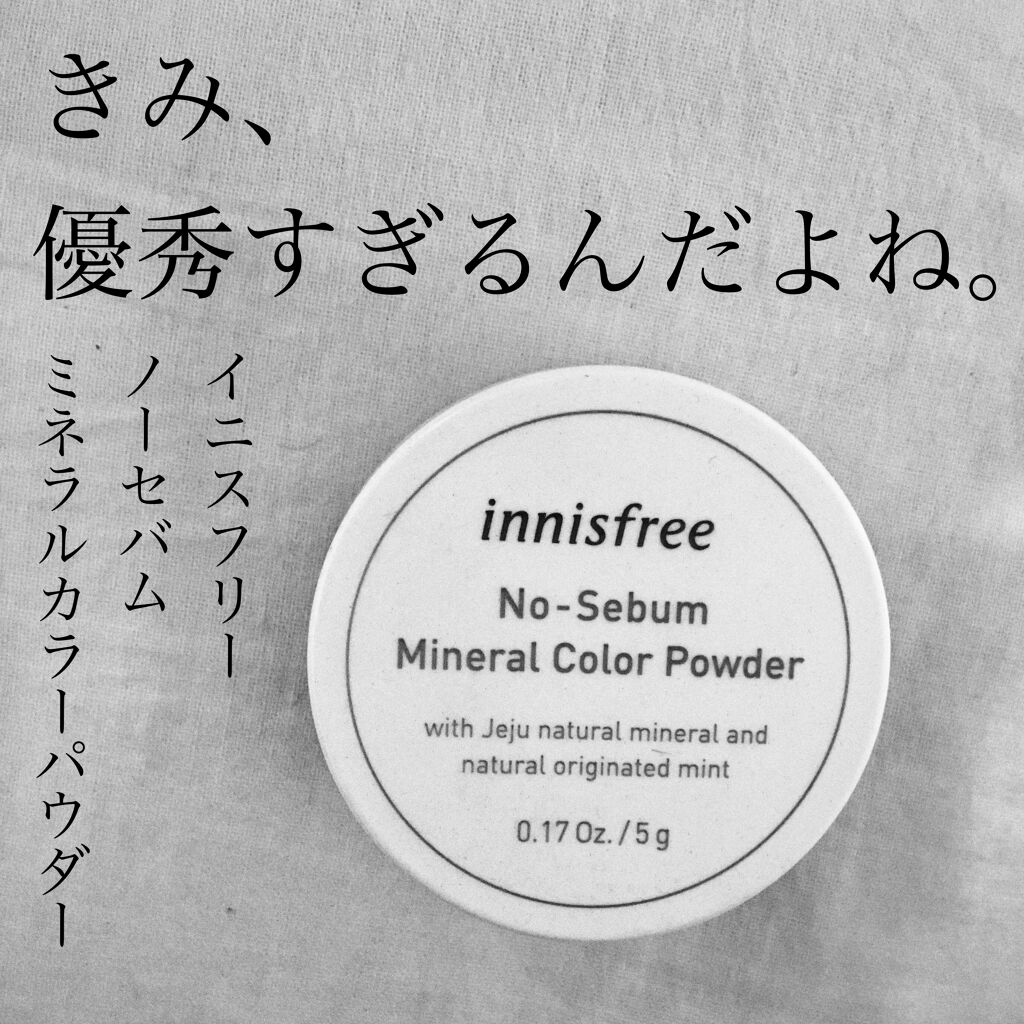 きみ、
優秀すぎるんだよね。
イニスフリー
ノーセバム
ミネラルカラーパウダー
innisfree
No-Sebum
Mineral Color Powder
with Jeju natural mineral and
natural originated mint
0.17 Oz. / 5 g